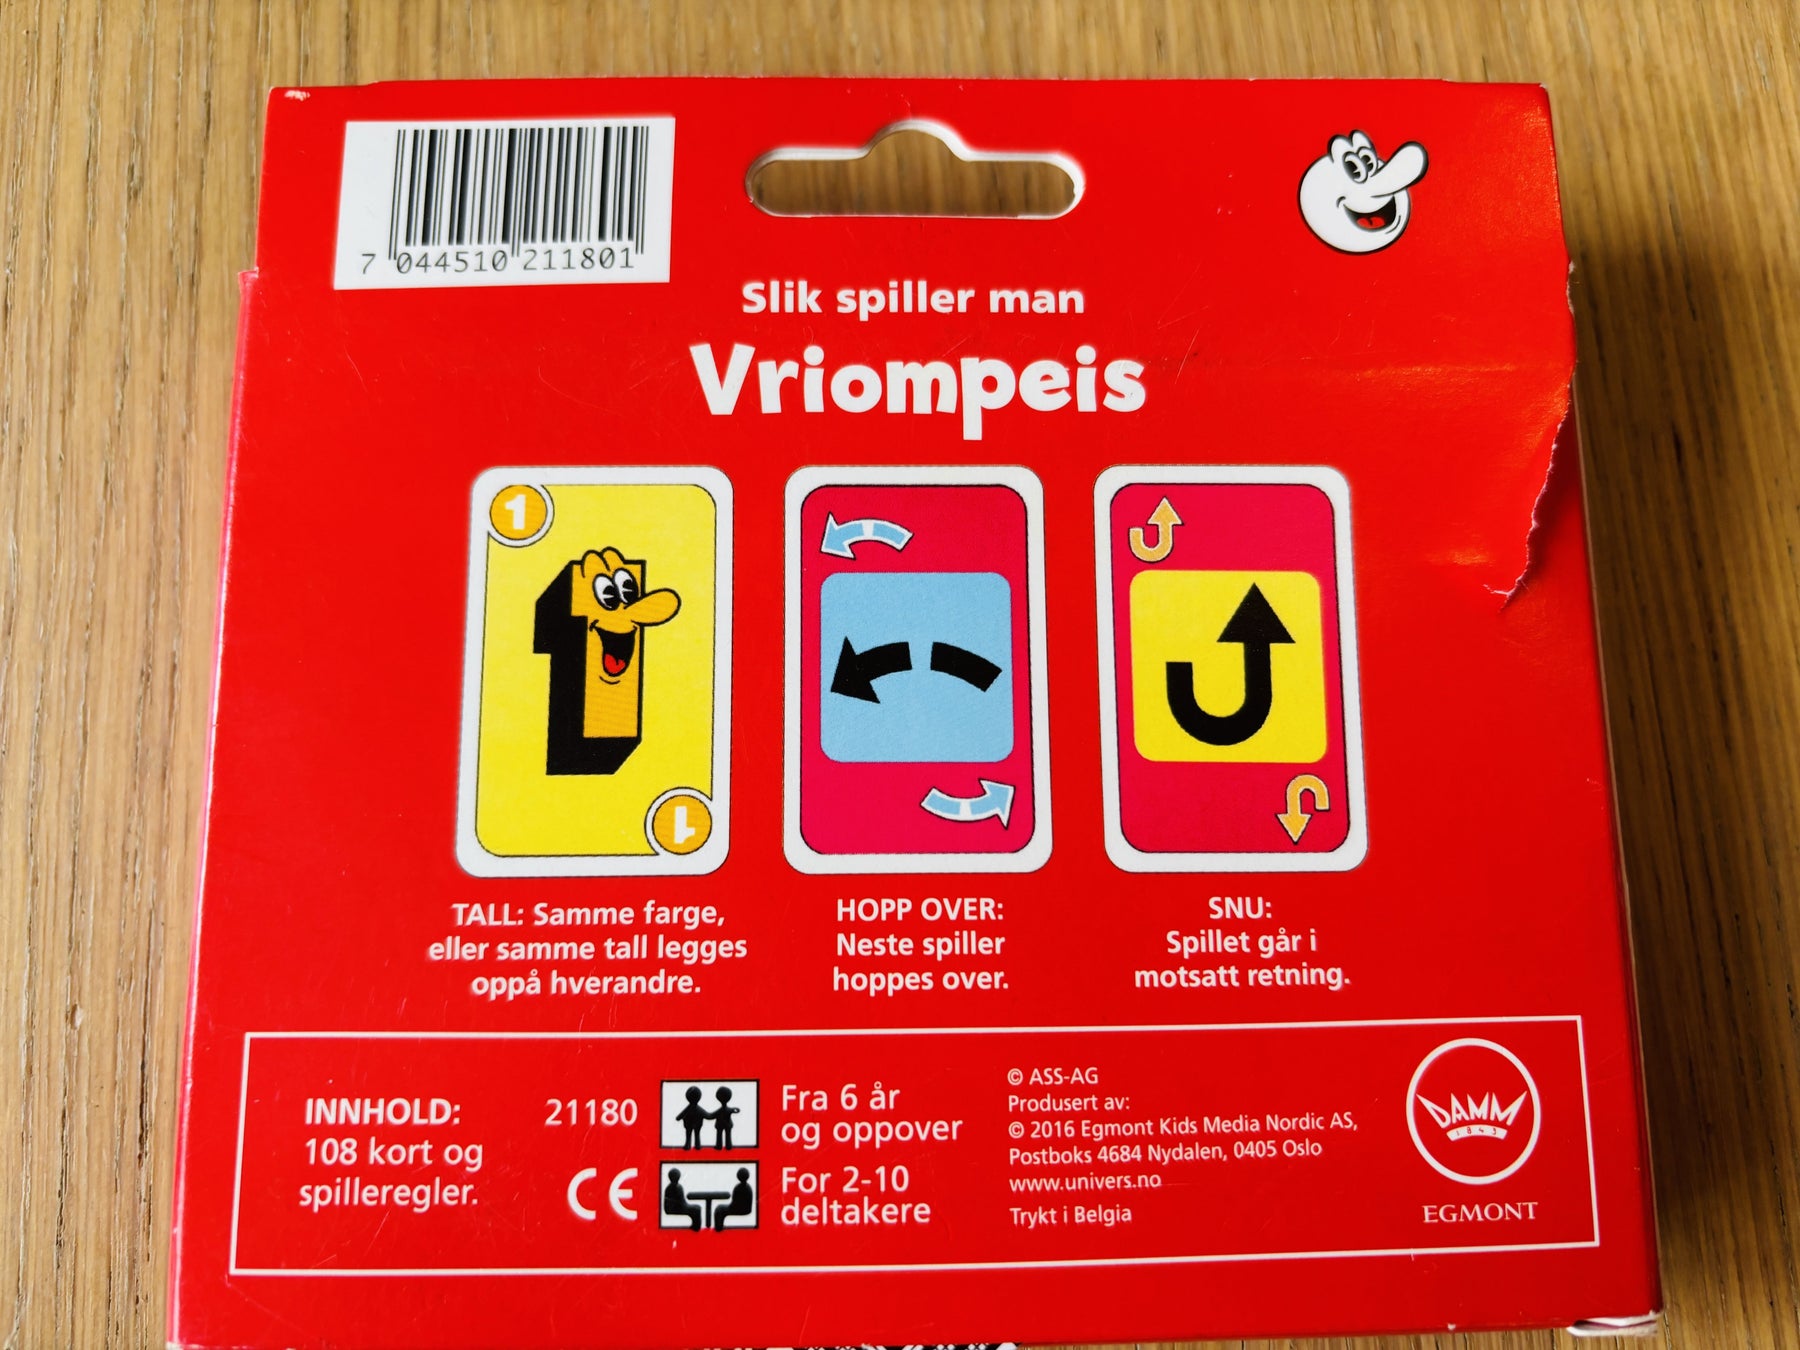 7 044510 211801
Slik spiller man
Vriompeis
1
1
TALL: Samme farge,
eller samme tall legges
oppå hverandre.
HOPP OVER:
Neste spiller
hoppes over.
SNU:
Spillet går i
motsatt retning.
INNHOLD:
108 kort og
spilleregler.
21180
CE
Fra 6 år
og oppover
For 2-10
deltakere
© ASS-AG
Produsert av:
© 2016 Egmont Kids Media Nordic AS,
Postboks 4684 Nydalen, 0405 Oslo
www.univers.no
Trykt i Belgia
DAMM
1843
EGMONT